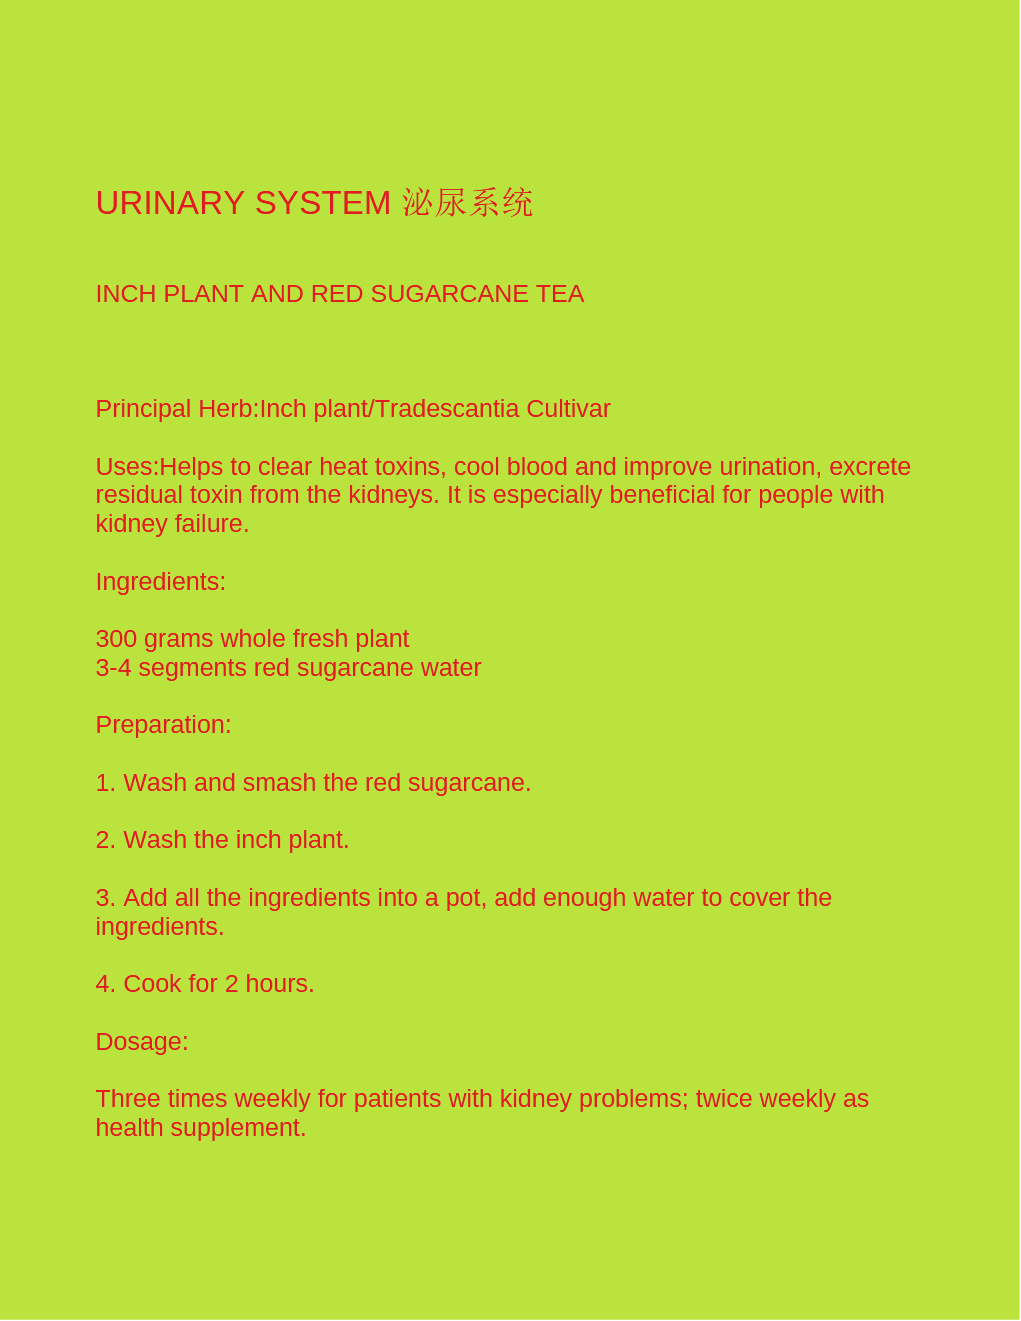 URINARY SYSTEM 泌尿系统
INCH PLANT AND RED SUGARCANE TEA
Principal Herb:Inch plant/Tradescantia Cultivar
Uses:Helps to clear heat toxins, cool blood and improve urination, excrete
residual toxin from the kidneys. It is especially beneficial for people with
kidney failure.
Ingredients:
300 grams whole fresh plant
3-4 segments red sugarcane water
Preparation:
1. Wash and smash the red sugarcane.
2. Wash the inch plant.
3. Add all the ingredients into a pot, add enough water to cover the
ingredients.
4. Cook for 2 hours.
Dosage:
Three times weekly for patients with kidney problems; twice weekly as
health supplement.